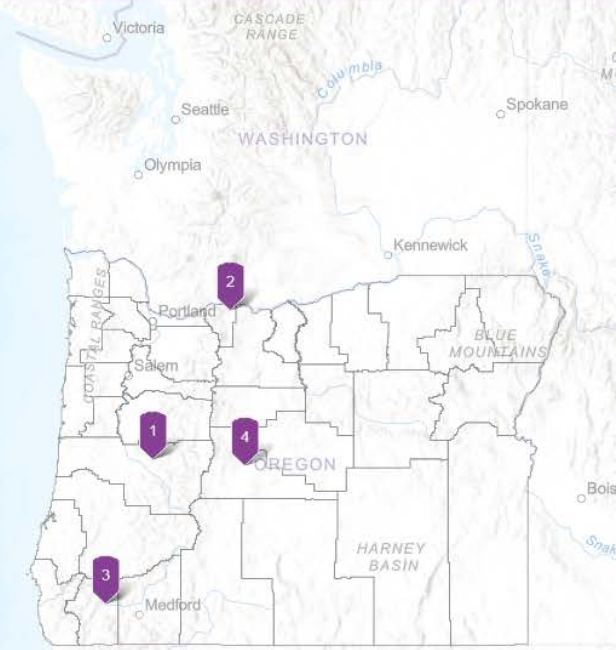 Victoria
CASCADE
RANGE
Columbia
Spokane
Seattle
WASHINGTON
Olympia
Kennewick
Snake
2
COASTAL RANGES
Portland
BLUE
MOUNTAINS
Salem
1
4
OREGON
Bois
Snak
HARNEY
BASIN
3
Medford